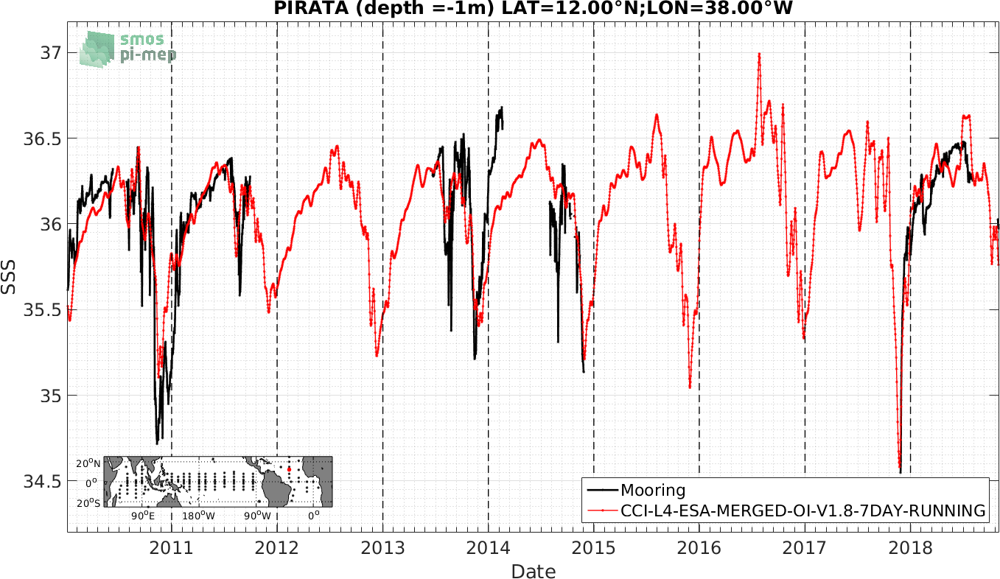 PIRATA (depth =-1m) LAT=12.00°N;LON=38.00°W
smos
pi-mep
37
36.5
36
35.5
35
34.5
SSS
20°N
0°
20°S
90°E 180°W 90°W 0°
Mooring
CCI-L4-ESA-MERGED-OI-V1.8-7DAY-RUNNING
2011 2012 2013 2014 2015 2016 2017 2018
Date